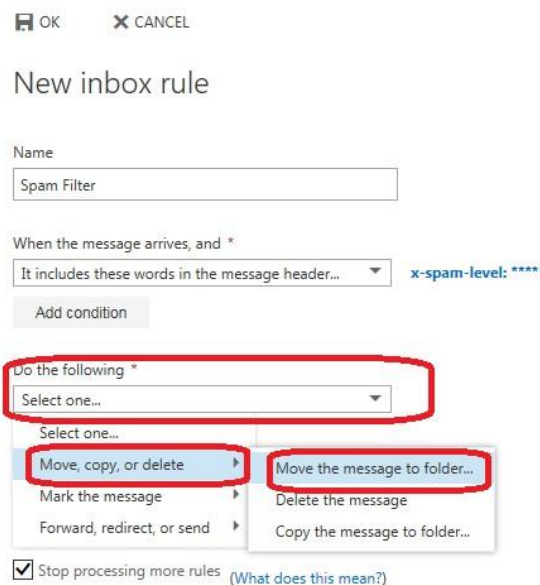 OK CANCEL
New inbox rule
Name
Spam Filter
When the message arrives, and *
It includes these words in the message header... x-spam-level: ****
Add condition
Do the following *
Select one...
Select one...
Move, copy, or delete Move the message to folder...
Mark the message Delete the message
Forward, redirect, or send Copy the message to folder...
Stop processing more rules (What does this mean?)